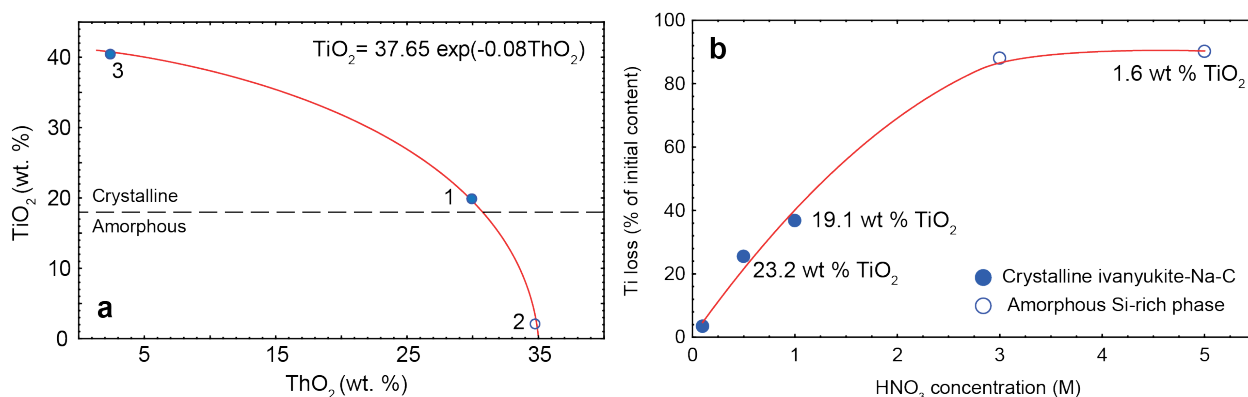 TiO2= 37.65 exp(-0.08ThO2)
40
3
30
TiO2 (wt. %)
20
1
Crystalline
Amorphous
10
a
2
0
5
15
25
35
ThO2 (wt. %)
100
b
80
1.6 wt % TiO2
Ti loss (% of initial content)
60
40
19.1 wt % TiO2
23.2 wt % TiO2
20
Crystalline ivanyukite-Na-C
Amorphous Si-rich phase
0
0
1
2
3
4
5
HNO3 concentration (M)